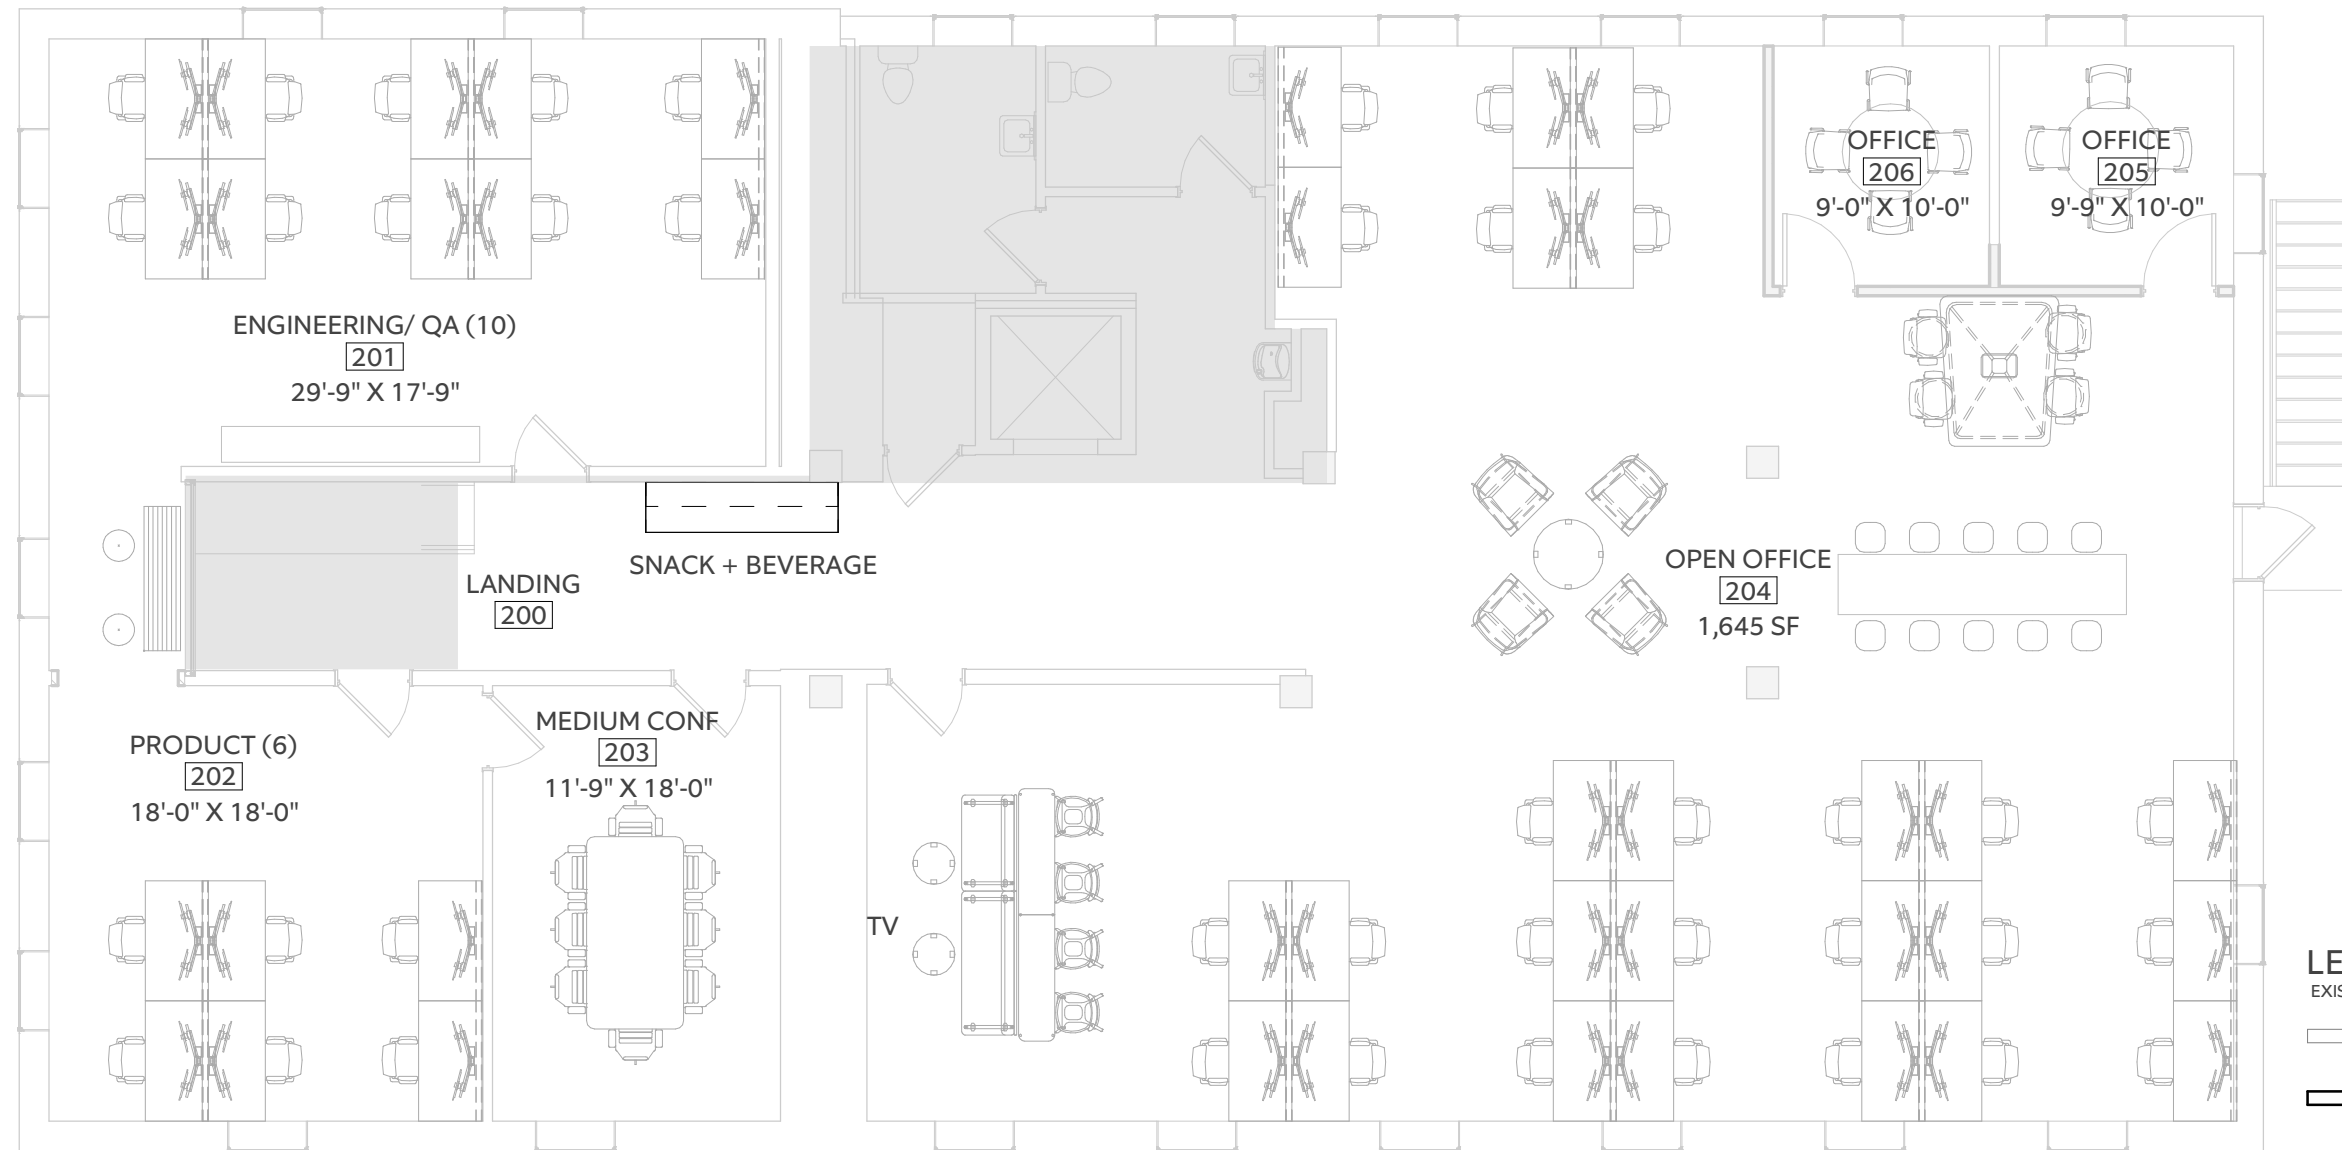 OFFICE
206
9'-0" X 10'-0"
OFFICE
205
9'-9" X 10'-0"
ENGINEERING/ QA (10)
201
29'-9" X 17'-9"
SNACK + BEVERAGE
LANDING
200
OPEN OFFICE
204
1,645 SF
PRODUCT (6)
202
18'-0" X 18'-0"
MEDIUM CONF
203
11'-9" X 18'-0"
TV
LE
EXIS